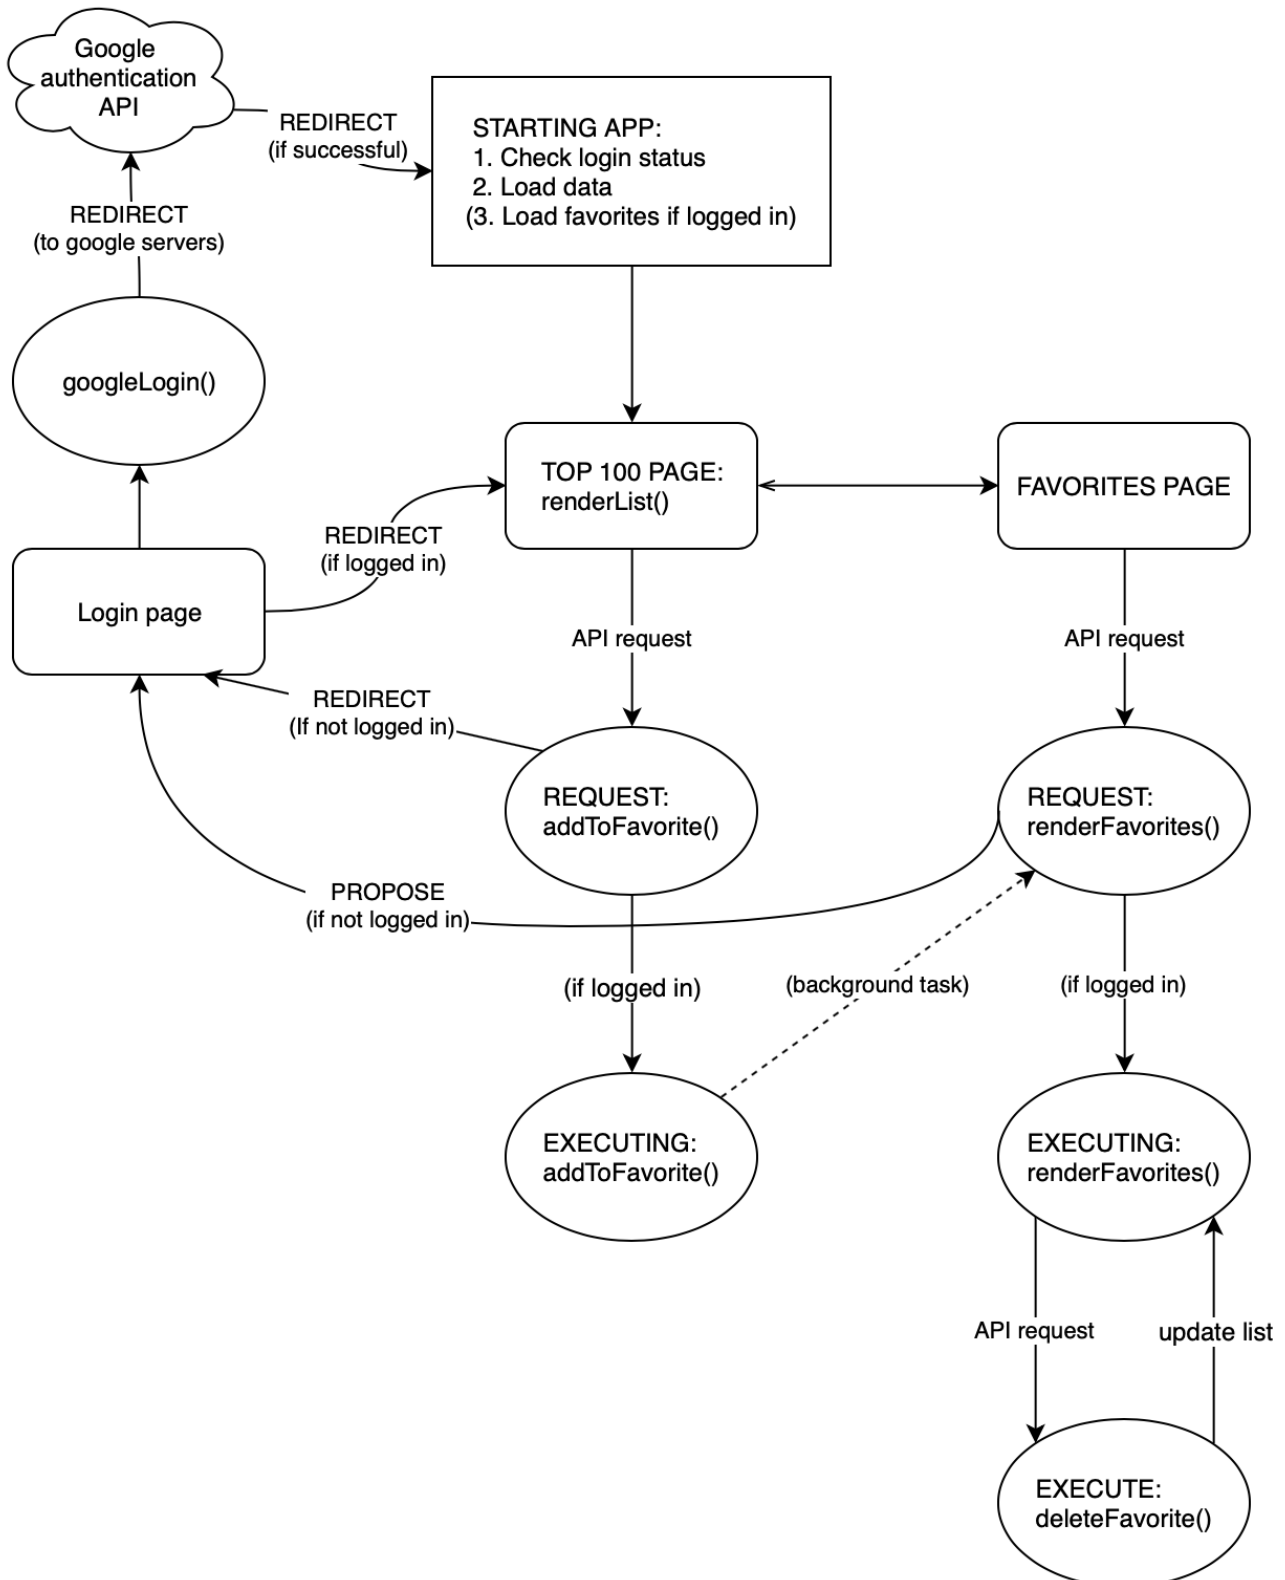 Google
authentication
API
REDIRECT
(if successful)
STARTING APP:
1. Check login status
2. Load data
(3. Load favorites if logged in)
REDIRECT
(to google servers)
googleLogin()
TOP 100 PAGE:
renderList()
FAVORITES PAGE
REDIRECT
(if logged in)
Login page
API request
API request
REDIRECT
(If not logged in)
REQUEST:
addToFavorite()
REQUEST:
renderFavorites()
PROPOSE
(if not logged in)
(if logged in)
(background task)
(if logged in)
EXECUTING:
addToFavorite()
EXECUTING:
renderFavorites()
API request
update list
EXECUTE:
deleteFavorite()